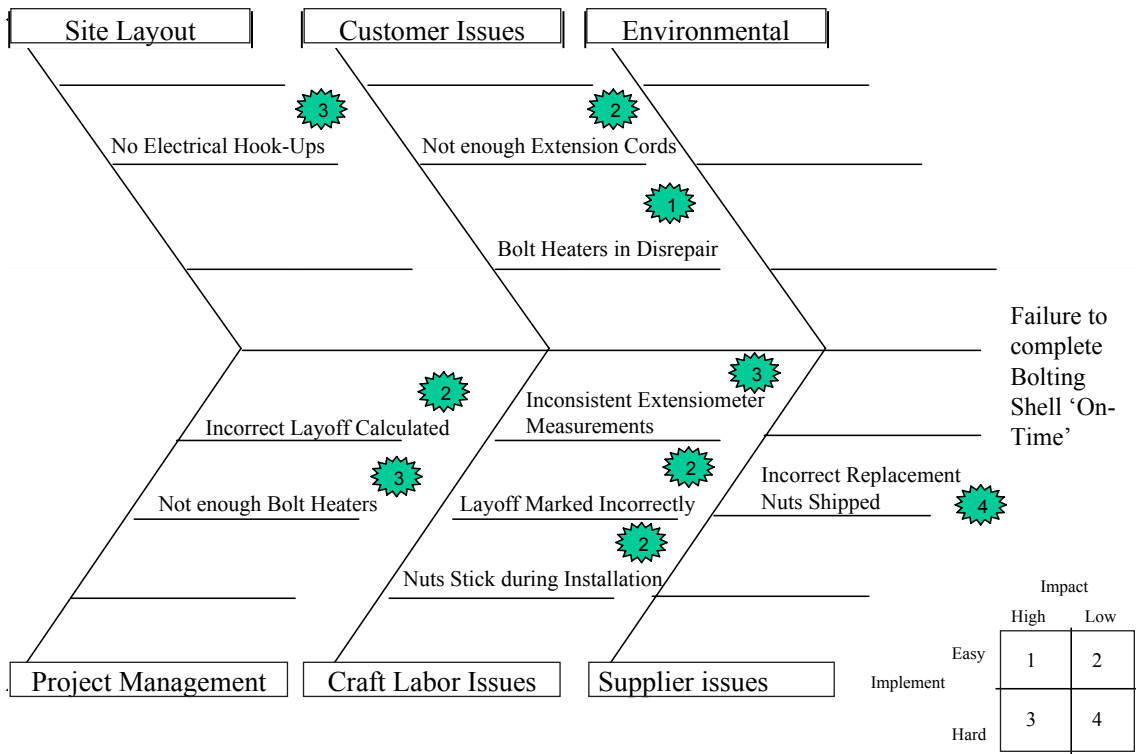 Site Layout
Customer Issues
Environmental
3
2
No Electrical Hook-Ups
Not enough Extension Cords
1
Bolt Heaters in Disrepair
Failure to
complete
Bolting
Shell ‘On-
Time’
2
3
Incorrect Layoff Calculated
Inconsistent Extensiometer
Measurements
3
2
Not enough Bolt Heaters
Layoff Marked Incorrectly
Incorrect Replacement
Nuts Shipped
4
2
Nuts Stick during Installation
Project Management
Craft Labor Issues
Supplier issues
Impact
High Low
Easy 1 2
Implement
Hard 3 4